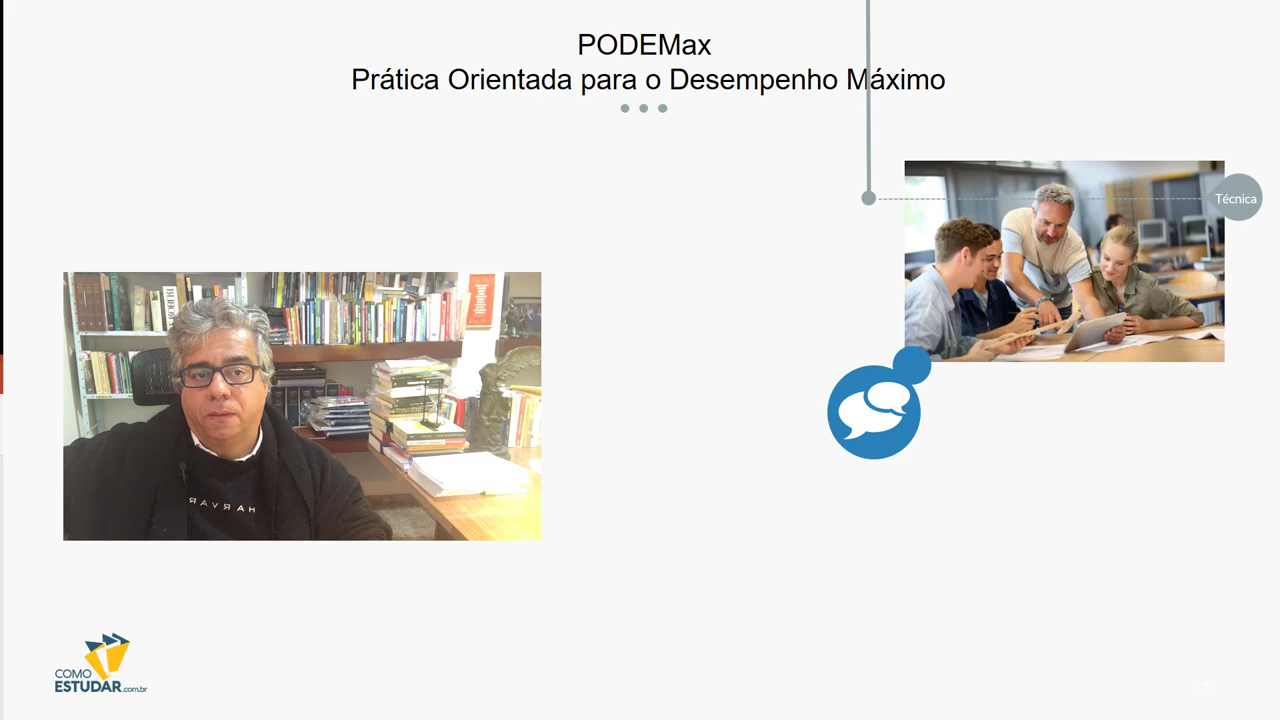 PODEMax
Prática Orientada para o Desempenho Máximo
Técnica
HARVAR
COMO
ESTUDAR.com.br